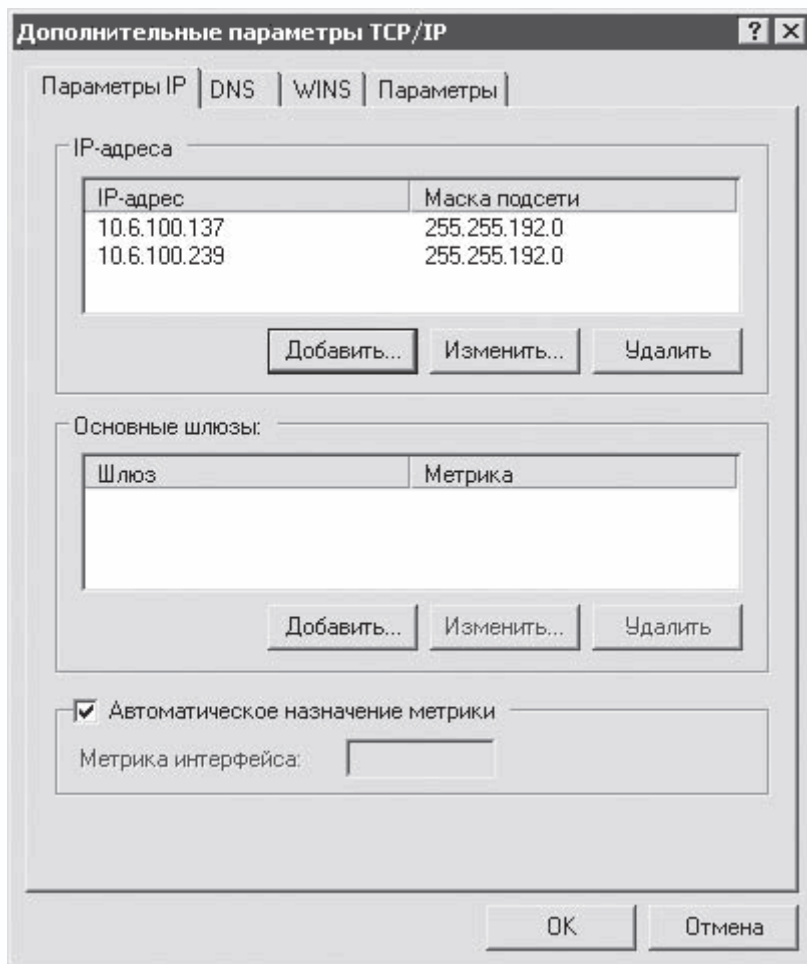 Дополнительные параметры TCP/IP
Параметры IP DNS WINS Параметры
IP-адреса
IP-адрес Маска подсети
10.6.100.137 255.255.192.0
10.6.100.239 255.255.192.0
Добавить... Изменить... Удалить
Основные шлюзы:
Шлюз Метрика
Добавить... Изменить... Удалить
Автоматическое назначение метрики
Метрика интерфейса:
OK Отмена